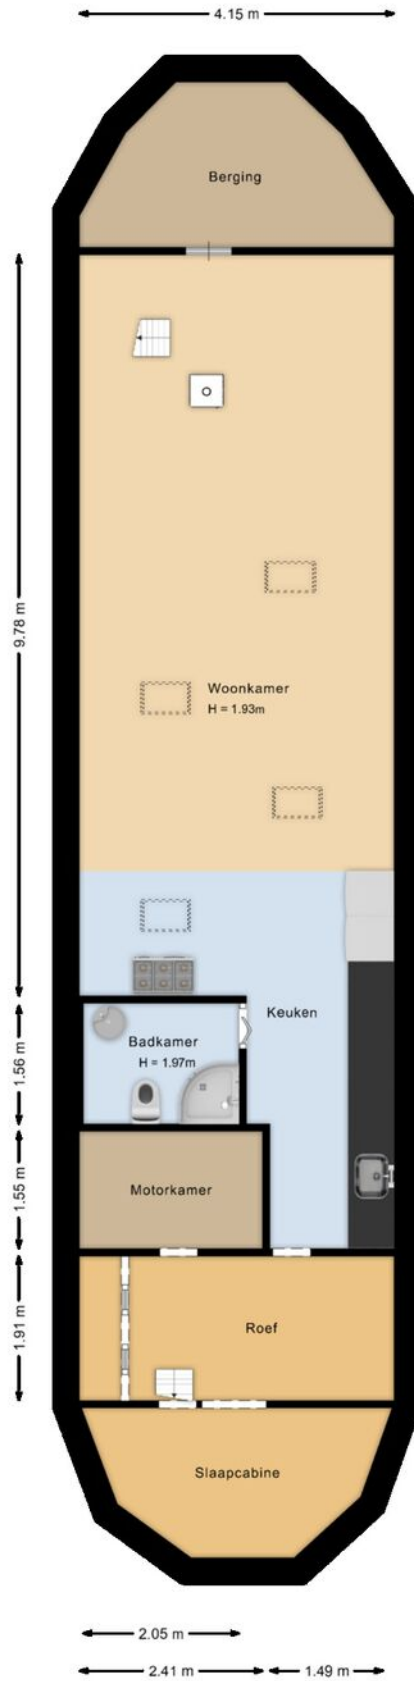 4.15 m
Berging
9.78 m
Woonkamer
H = 1.93m
Keuken
1.56 m
Badkamer
H = 1.97m
1.55 m
Motorkamer
1.91 m
Roef
Slaapcabine
2.05 m
2.41 m
1.49 m